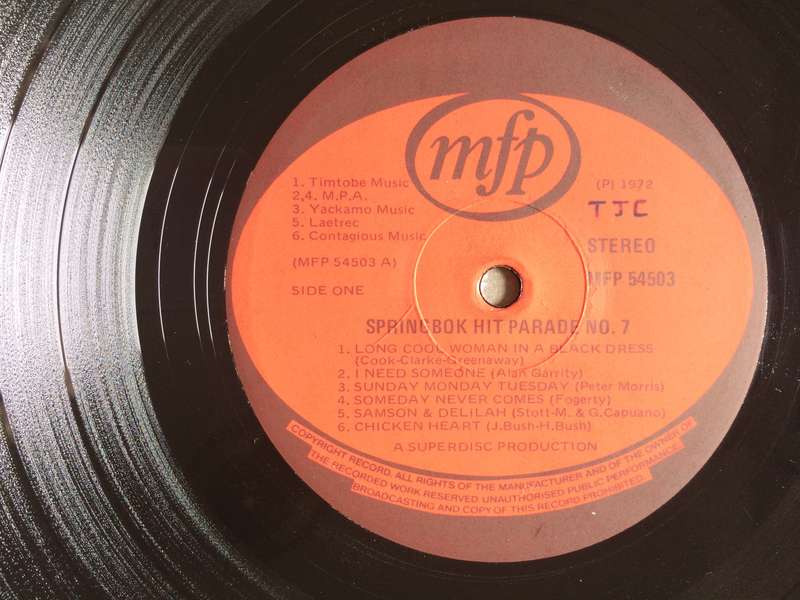 mfp
1. Timtobe Music
2,4. M.P.A.
3. Yackamo Music
5. Laetrec
6. Contagious Music
(MFP 54503 A)
SIDE ONE
(P) 1972
TJC
STEREO
MFP 54503
SPRINGBOK HIT PARADE NO. 7
1. LONG COOL WOMAN IN A BLACK DRESS
(Cook-Clarke-Greenaway)
2. I NEED SOMEONE (Alan Garrity)
3. SUNDAY MONDAY TUESDAY (Peter Morris)
4. SOMEDAY NEVER COMES (Fogerty)
5. SAMSON & DELILAH (Stott-M. & G.Capuano)
6. CHICKEN HEART (J.Bush-H.Bush)
A SUPERDISC PRODUCTION
COPYRIGHT RECORD. ALL RIGHTS OF THE MANUFACTURER AND OF THE OWNER OF
THE RECORDED WORK RESERVED UNAUTHORISED PUBLIC PERFORMANCE
BROADCASTING AND COPY OF THIS RECORD PROHIBITED.